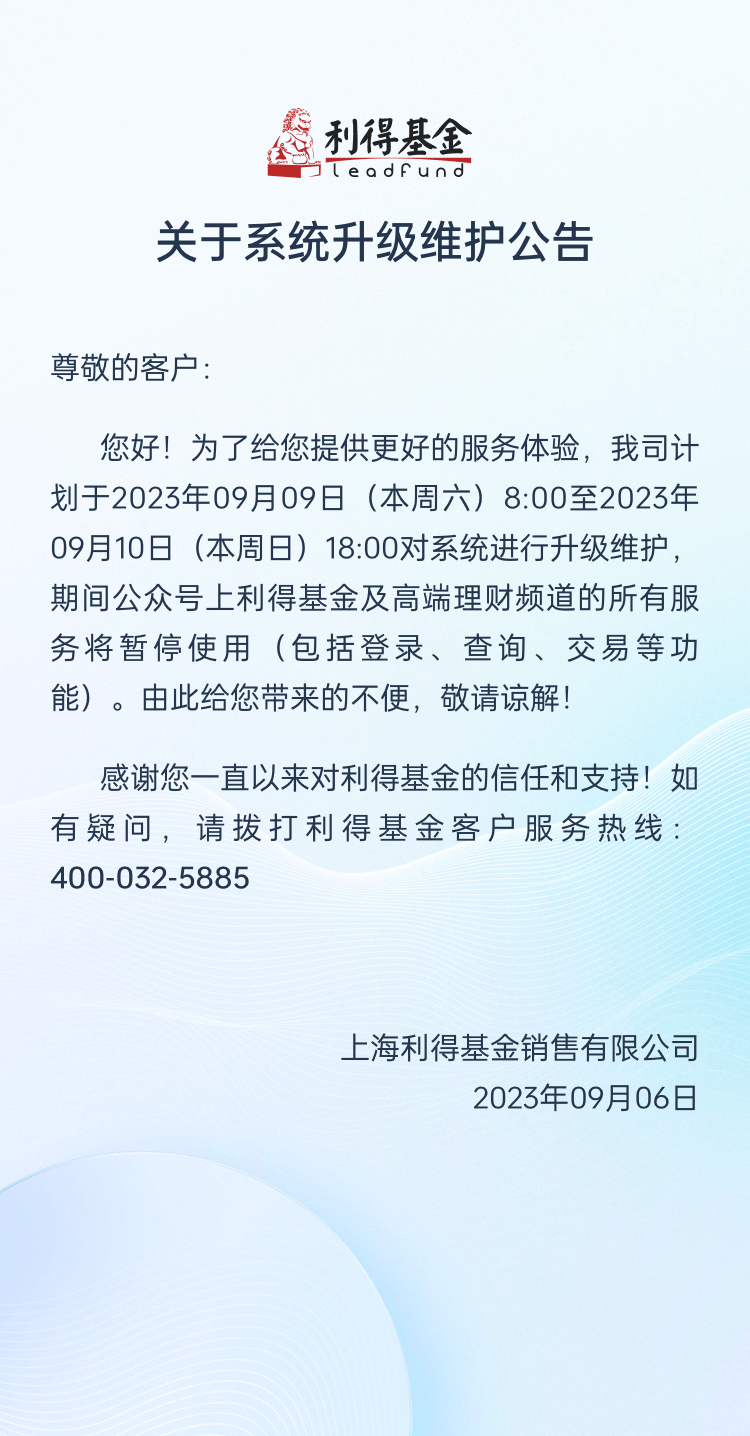 利得基金
leadfund
关于系统升级维护公告
尊敬的客户：
您好！为了给您提供更好的服务体验，我司计
划于2023年09月09日（本周六）8:00至2023年
09月10日（本周日）18:00对系统进行升级维护，
期间公众号上利得基金及高端理财频道的所有服
务将暂停使用（包括登录、查询、交易等功
能）。由此给您带来的不便，敬请谅解！
感谢您一直以来对利得基金的信任和支持！如
有疑问，请拨打利得基金客户服务热线：
400-032-5885
上海利得基金销售有限公司
2023年09月06日